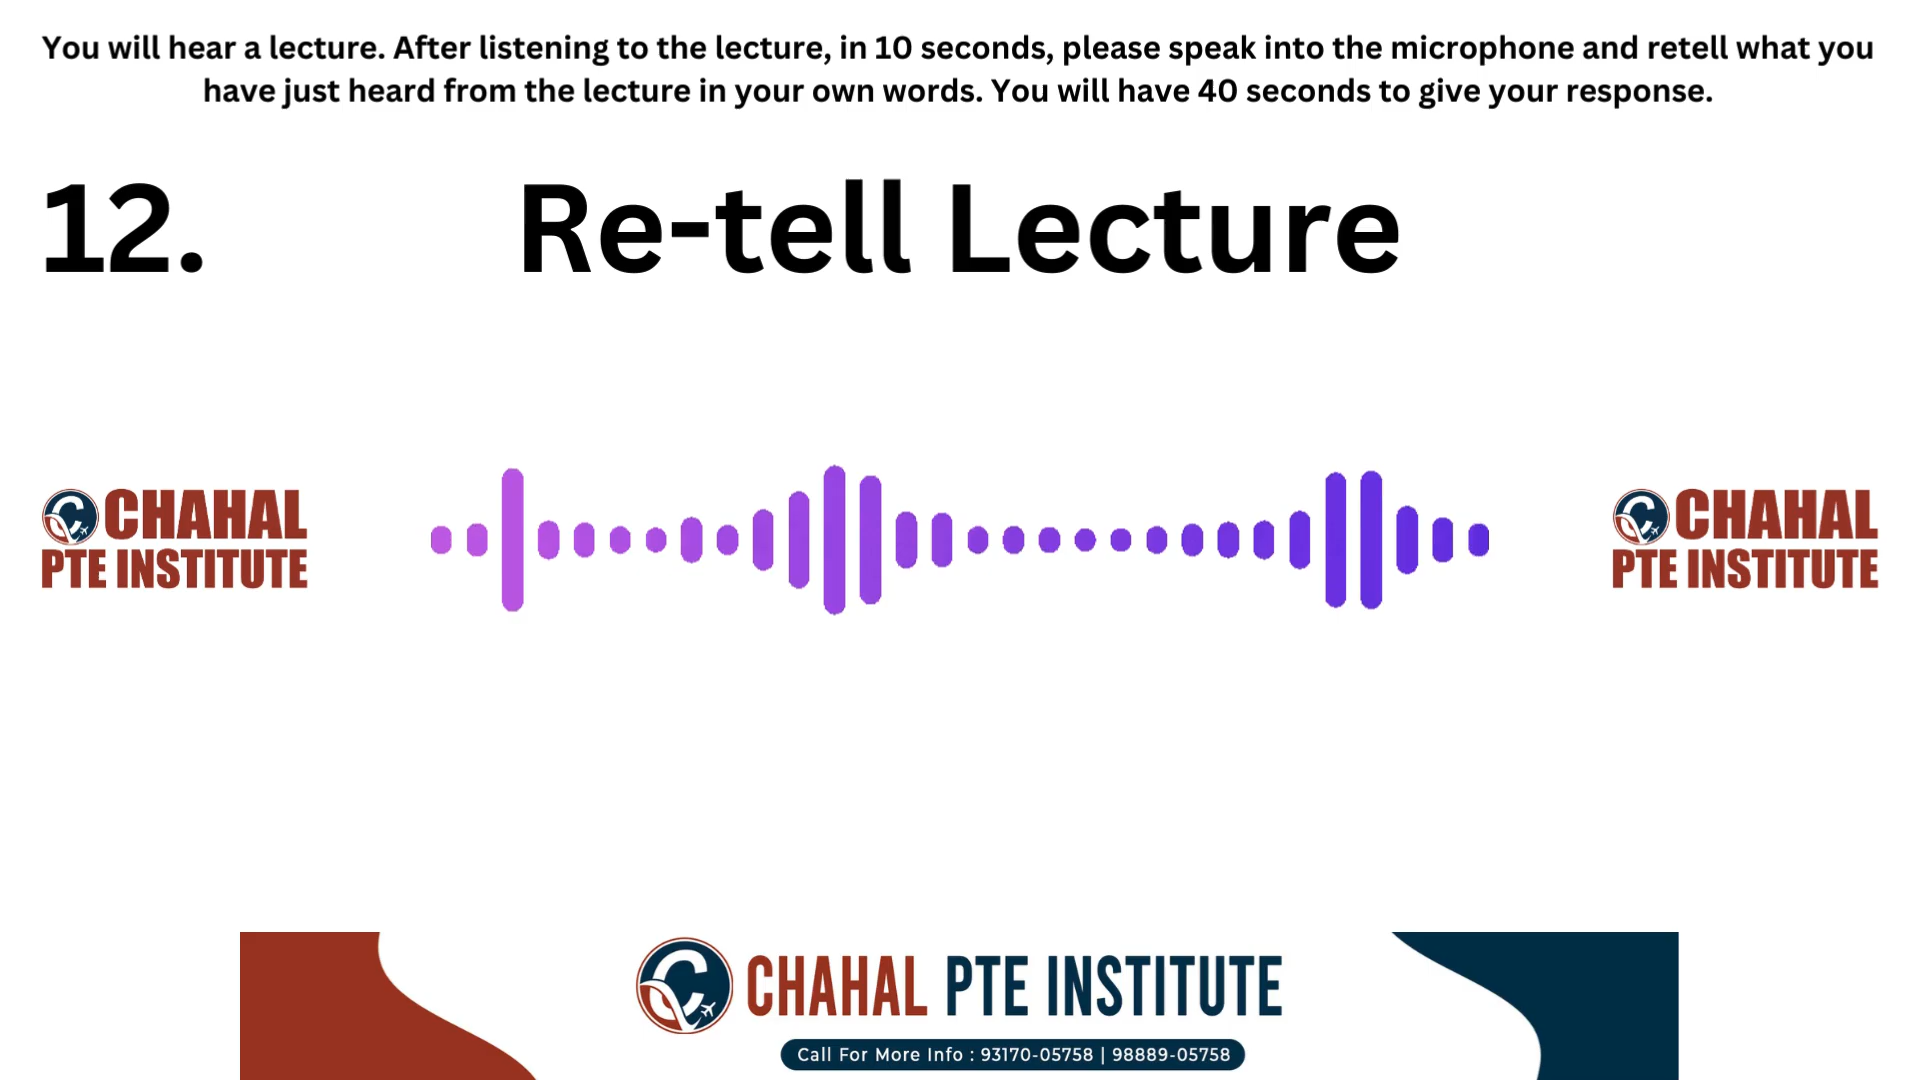 You will hear a lecture. After listening to the lecture, in 10 seconds, please speak into the microphone and retell what you
have just heard from the lecture in your own words. You will have 40 seconds to give your response.
12. Re-tell Lecture
CHAHAL
PTE INSTITUTE
CHAHAL
PTE INSTITUTE
CHAHAL PTE INSTITUTE
Call For More Info : 93170-05758 | 98889-05758